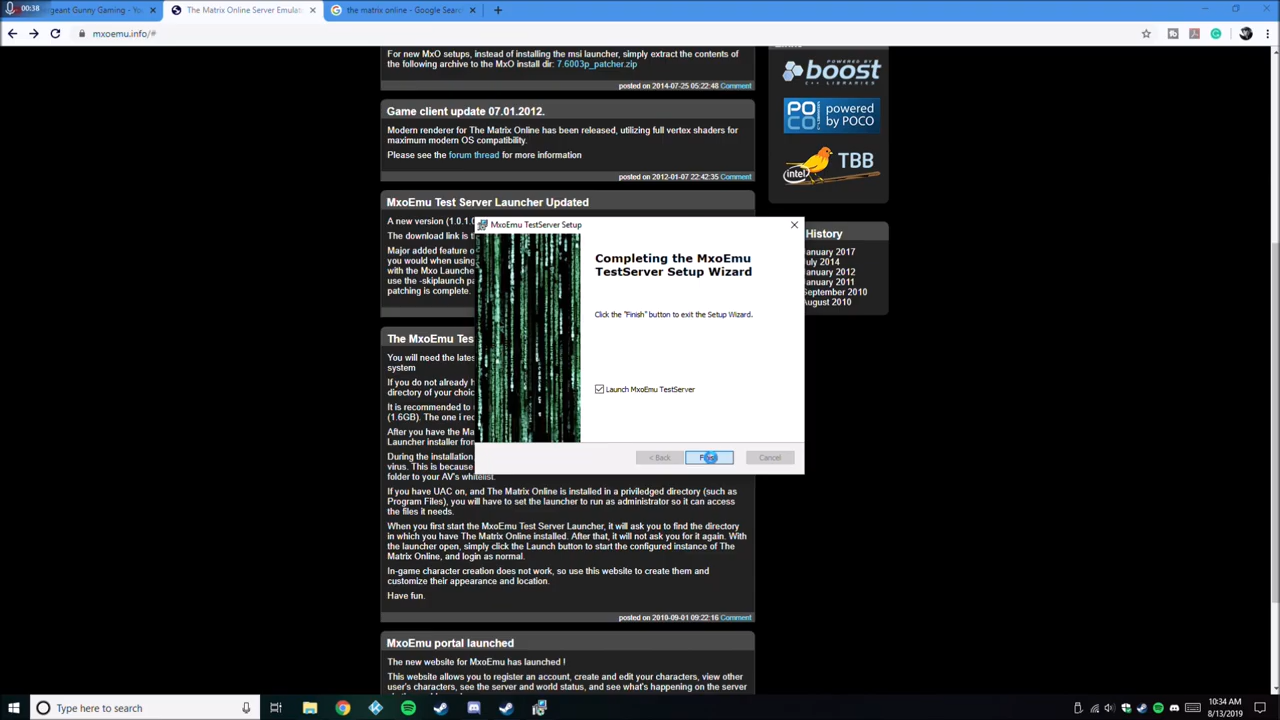 00:38
ergeant Gunny Gaming - Yo
The Matrix Online Server Emulat
the matrix online - Google Sear
mxoemu.info/#
For new MxO setups, instead of installing the msi launcher, simply extract the contents of
the following archive to the MxO install dir: 7.6003p_patcher.zip
posted on 2014-07-25 05:22:48 Comment
Game client update 07.01.2012.
Modern renderer for The Matrix Online has been released, utilizing full vertex shaders for
maximum modern OS compatibility.
Please see the forum thread for more information
posted on 2012-01-07 22:42:35 Comment
MxoEmu Test Server Launcher Updated
A new version (1.0.1.0
The download link is t
Major added feature o
you would when using
with the Mxo Launche
use the -skiplaunch pa
patching is complete.
The MxoEmu Tes
You will need the lates
system
If you do not already h
directory of your choic
It is recommended to u
(1.6GB). The one i rec
After you have the Ma
Launcher installer from
During the installation
virus. This is because
folder to your AV's whitelist.
If you have UAC on, and The Matrix Online is installed in a priviledged directory (such as
Program Files), you will have to set the launcher to run as administrator so it can access
the files it needs.
When you first start the MxoEmu Test Server Launcher, it will ask you to find the directory
in which you have The Matrix Online installed. After that, it will not ask you for it again. With
the launcher open, simply click the Launch button to start the configured instance of The
Matrix Online, and login as normal.
In-game character creation does not work, so use this website to create them and
customize their appearance and location.
Have fun.
posted on 2010-09-01 09:22:16 Comment
MxoEmu portal launched
The new website for MxoEmu has launched !
This website allows you to register an account, create and edit your characters, view other
user's characters, see the server and world status, and see what's happening on the server
MxoEmu TestServer Setup
Completing the MxoEmu
TestServer Setup Wizard
Click the "Finish" button to exit the Setup Wizard.
Launch MxoEmu TestServer
< Back
Finish
Cancel
POWERED BY
boost
C++ LIBRARIES
POCO
powered
by POCO
intel
TBB
History
January 2017
July 2014
January 2012
January 2011
September 2010
August 2010
Type here to search
10:34 AM
8/13/2019